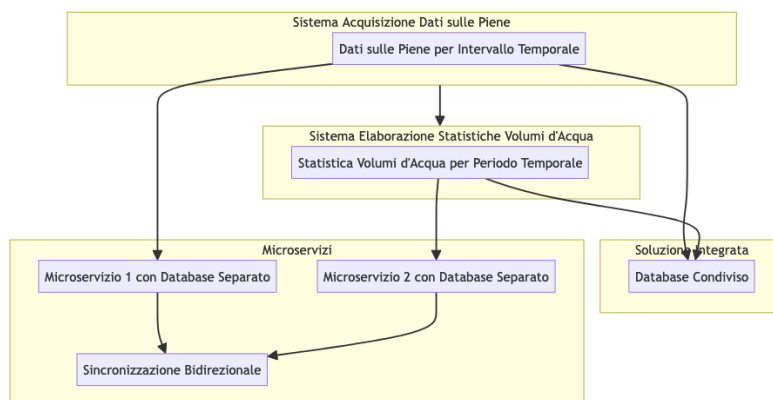 Sistema Acquisizione Dati sulle Piene
Dati sulle Piene per Intervallo Temporale
Sistema Elaborazione Statistiche Volumi d'Acqua
Statistica Volumi d'Acqua per Periodo Temporale
Microservizi
Soluzione Integrata
Microservizio 1 con Database Separato
Microservizio 2 con Database Separato
Database Condiviso
Sincronizzazione Bidirezionale